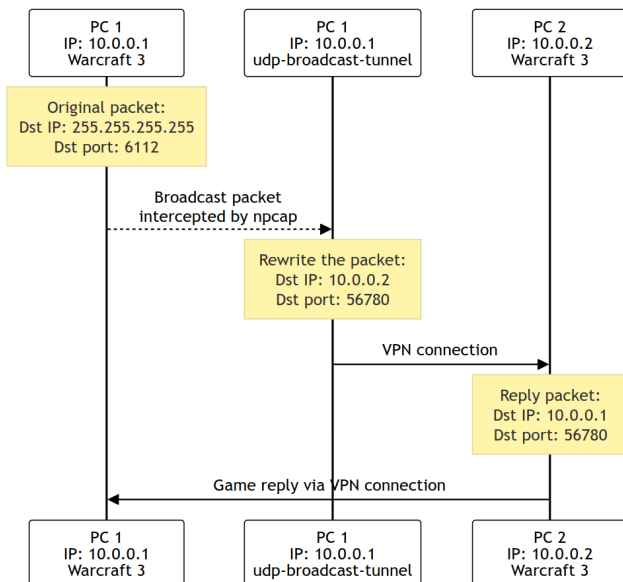 PC 1
IP: 10.0.0.1
Warcraft 3
PC 1
IP: 10.0.0.1
udp-broadcast-tunnel
PC 2
IP: 10.0.0.2
Warcraft 3
Original packet:
Dst IP: 255.255.255.255
Dst port: 6112
Broadcast packet
intercepted by npcap
Rewrite the packet:
Dst IP: 10.0.0.2
Dst port: 56780
VPN connection
Reply packet:
Dst IP: 10.0.0.1
Dst port: 56780
Game reply via VPN connection
PC 1
IP: 10.0.0.1
Warcraft 3
PC 1
IP: 10.0.0.1
udp-broadcast-tunnel
PC 2
IP: 10.0.0.2
Warcraft 3